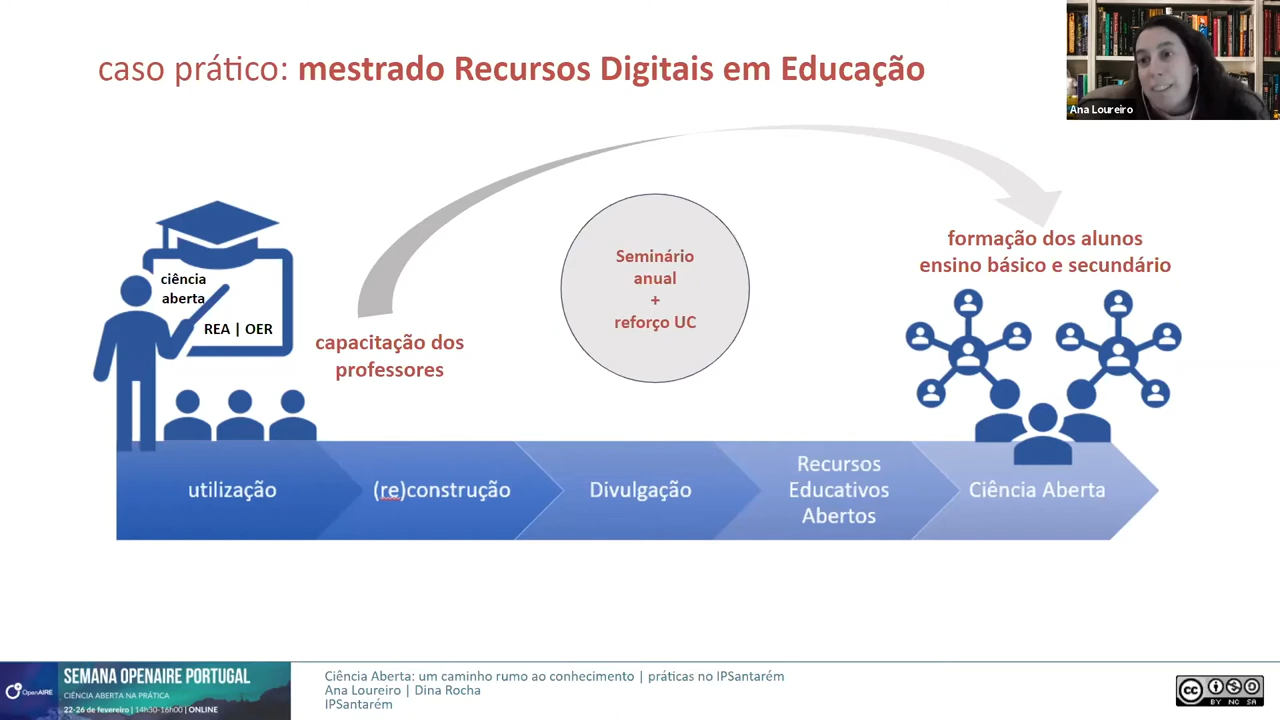 caso prático: mestrado Recursos Digitais em Educação
Ana Loureiro
ciência
aberta
REA | OER
capacitação dos
professores
Seminário
anual
+
reforço UC
formação dos alunos
ensino básico e secundário
utilização
(re)construção
Divulgação
Recursos
Educativos
Abertos
Ciência Aberta
OpenAIRE
SEMANA OPENAIRE PORTUGAL
CIÊNCIA ABERTA NA PRÁTICA
22-26 de fevereiro | 14h30-16h00 | ONLINE
Ciência Aberta: um caminho rumo ao conhecimento | práticas no IPSantarém
Ana Loureiro | Dina Rocha
IPSantarém
cc
BY NC SA